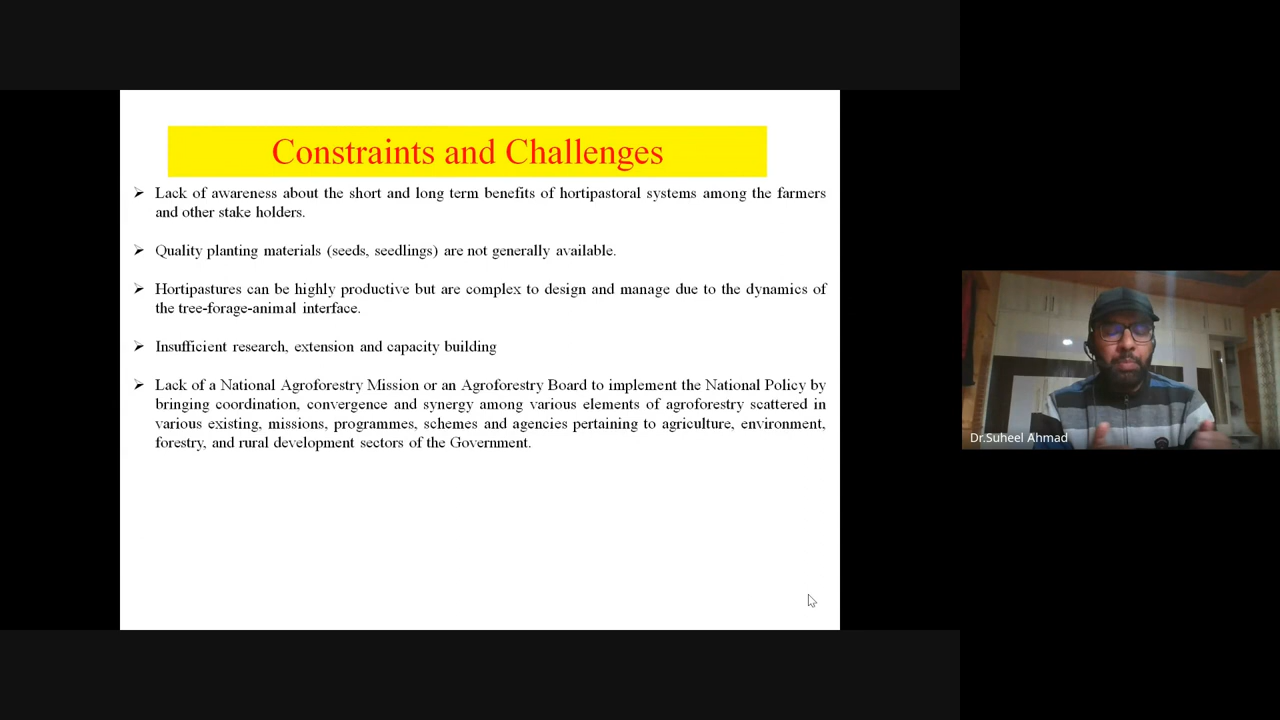 Constraints and Challenges
➢ Lack of awareness about the short and long term benefits of hortipastoral systems among the farmers
and other stake holders.
➢ Quality planting materials (seeds, seedlings) are not generally available.
➢ Hortipastures can be highly productive but are complex to design and manage due to the dynamics of
the tree-forage-animal interface.
➢ Insufficient research, extension and capacity building
➢ Lack of a National Agroforestry Mission or an Agroforestry Board to implement the National Policy by
bringing coordination, convergence and synergy among various elements of agroforestry scattered in
various existing, missions, programmes, schemes and agencies pertaining to agriculture, environment,
forestry, and rural development sectors of the Government.
Dr.Suheel Ahmad